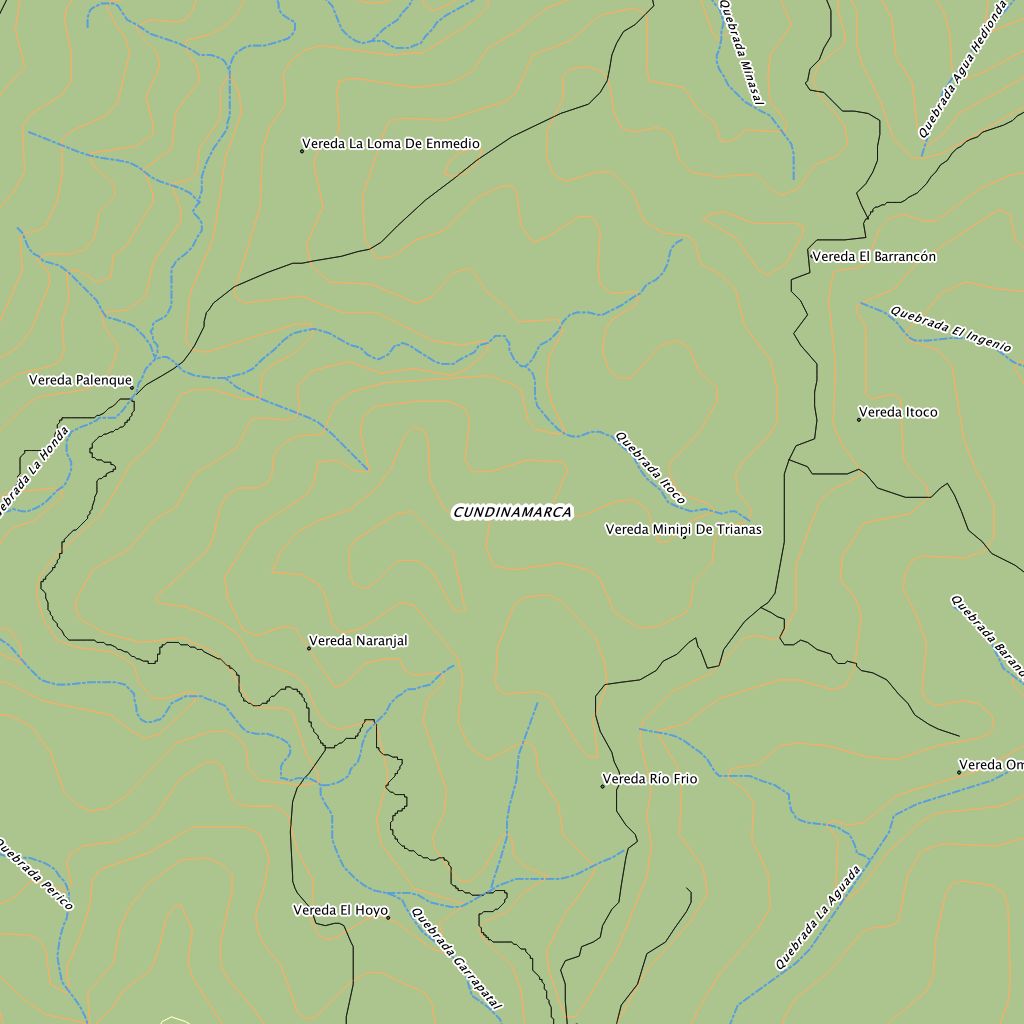 Quebrada Minasal
Quebrada Agua Hedionda
Vereda La Loma De Enmedio
Vereda El Barrancón
Quebrada El Ingenio
Vereda Palenque
Vereda Itoco
ebrada La Honda
Quebrada Itoco
CUNDINAMARCA
Vereda Minipi De Trianas
Quebrada Barano
Vereda Naranjal
Vereda Om
Vereda Río Frio
Quebrada Perico
Quebrada La Aguada
Vereda El Hoyo
Quebrada Garrapatal